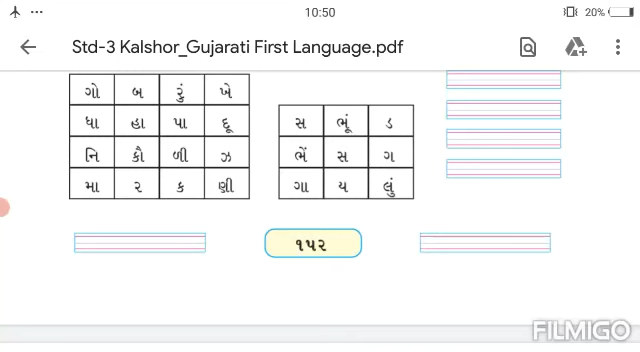 10:50
20%
Std-3 Kalshor_Gujarati First Language.pdf
ગો બ રું ખે
ધા હા પા દૂ
નિ કૌ ળી ઝ
મા ર ક ણી
સ ભૂં ડ
ભેં સ ગ
ગા ય લું
૧૫૨
FILMIGO